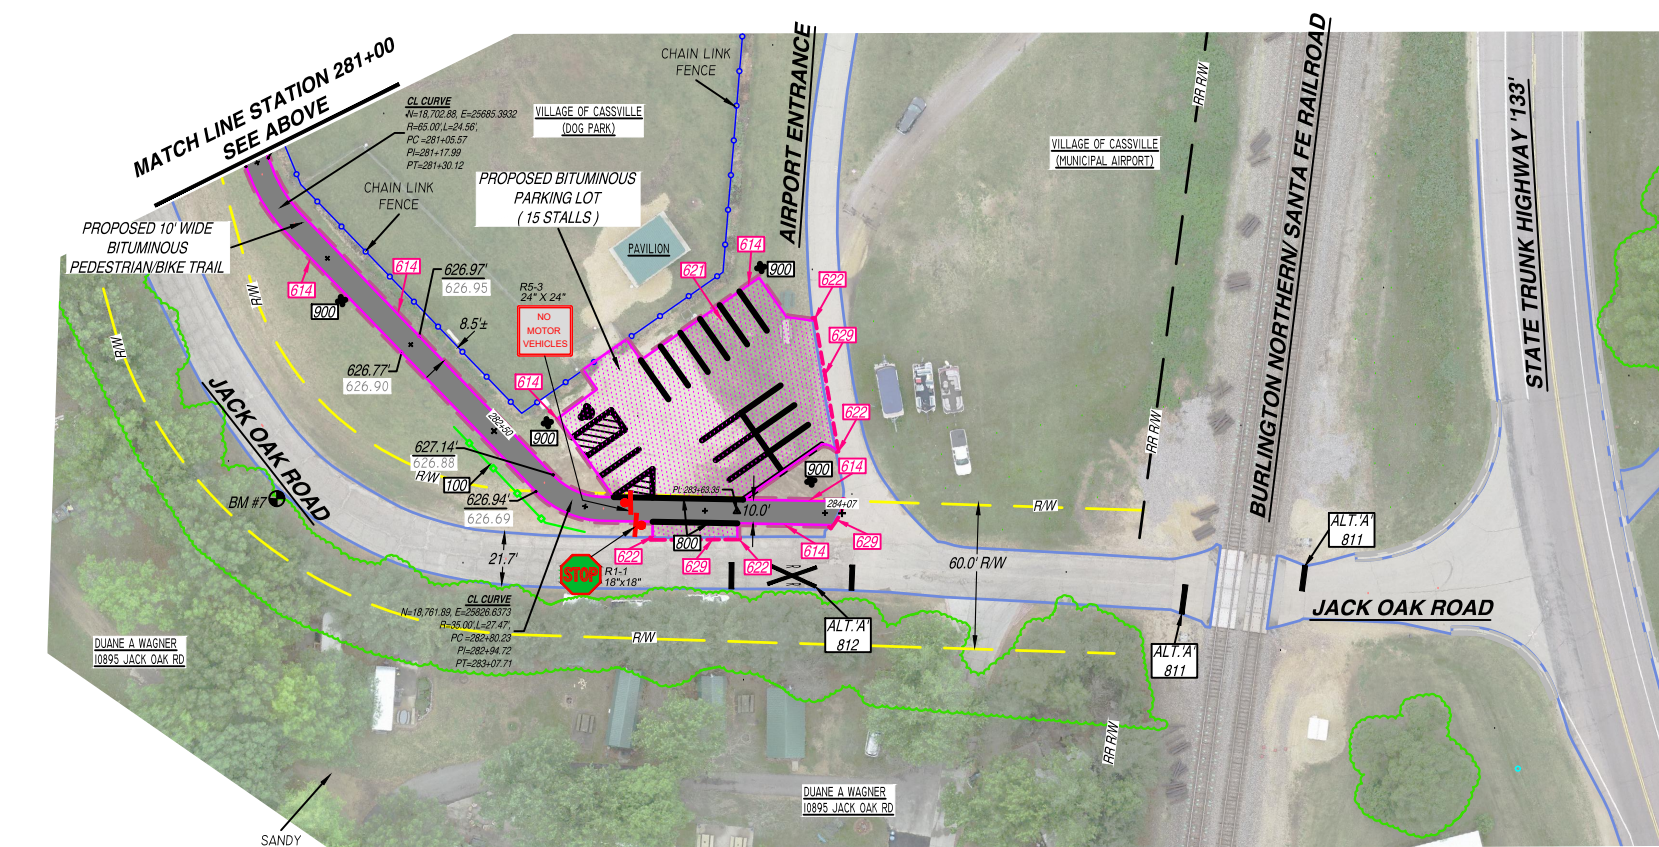 MATCH LINE STATION 281+00
SEE ABOVE
CL CURVE
N=18,702.88, E=25685.3932
R=65.00',L=24.56',
PC =281+05.57
PI=281+17.99
PT=281+30.12
CHAIN LINK
FENCE
VILLAGE OF CASSVILLE
(DOG PARK)
CHAIN LINK
FENCE
AIRPORT ENTRANCE
VILLAGE OF CASSVILLE
(MUNICIPAL AIRPORT)
RR R/W
BURLINGTON NORTHERN/ SANTA FE RAILROAD
STATE TRUNK HIGHWAY '133'
PROPOSED BITUMINOUS
PARKING LOT
( 15 STALLS )
PROPOSED 10' WIDE
BITUMINOUS
PEDESTRIAN/BIKE TRAIL
PAVILION
614
614
614
621
900
622
629
626.97'
626.95
R5-3
24" X 24"
NO
MOTOR
VEHICLES
900
R/W
8.5'±
R/W
626.77'
626.90
614
622
282+50
900
627.14'
626.88
R/W
100
626.94'
626.69
JACK OAK ROAD
BM #7
RR R/W
900
614
PI: 283+63.35
10.0'
284+07
R/W
21.7'
622
800
629
622
614
629
60.0' R/W
STOP
R1-1
18"x18"
R R
ALT.'A'
811
JACK OAK ROAD
CL CURVE
N=18,761.89, E=25826.6373
R=35.00',L=27.47',
PC =282+80.23
PI=282+94.72
PT=283+07.71
R/W
ALT.'A'
812
ALT.'A'
811
DUANE A WAGNER
10895 JACK OAK RD
RR R/W
DUANE A WAGNER
10895 JACK OAK RD
SANDY